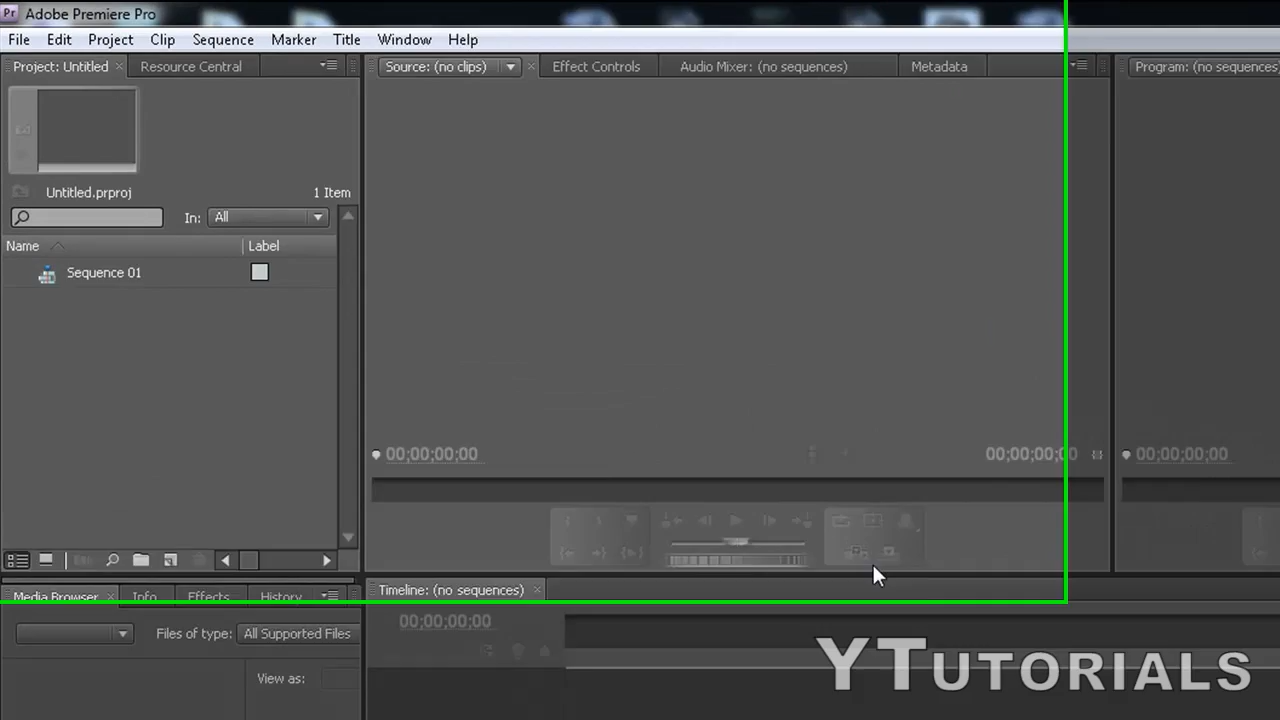 Pr Adobe Premiere Pro
File Edit Project Clip Sequence Marker Title Window Help
Project: Untitled × Resource Central
Source: (no clips) × Effect Controls Audio Mixer: (no sequences) Metadata
Program: (no sequences)
Untitled.prproj 1 Item
In: All
Name Label
Sequence 01
00;00;00;00 00;00;00;00
00;00;00;00
Media Browser × Info Effects History
Timeline: (no sequences) ×
00;00;00;00
Files of type: All Supported Files
View as:
YTUTORIALS